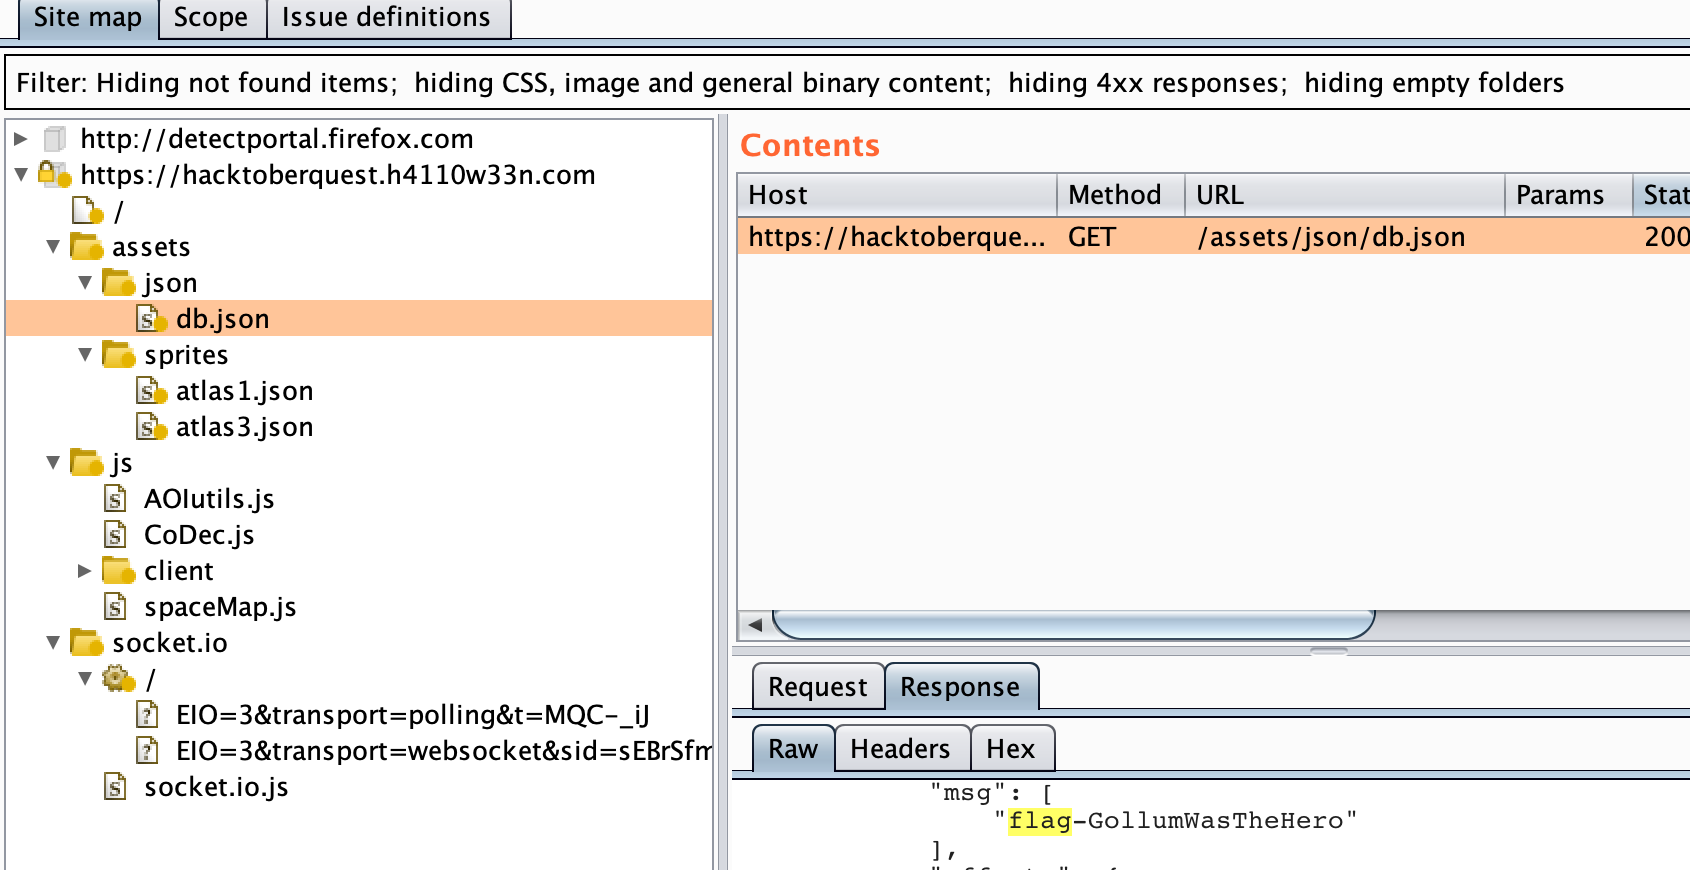 Site map
Scope
Issue definitions
Filter: Hiding not found items;  hiding CSS, image and general binary content;  hiding 4xx responses;  hiding empty folders
http://detectportal.firefox.com
https://hacktoberquest.h4110w33n.com
/
assets
json
db.json
sprites
atlas1.json
atlas3.json
js
AOIutils.js
CoDec.js
client
spaceMap.js
socket.io
/
EIO=3&transport=polling&t=MQC-_iJ
EIO=3&transport=websocket&sid=sEBrSfm
socket.io.js
Contents
Host Method URL Params Stat
https://hacktoberque... GET /assets/json/db.json 200
Request
Response
Raw
Headers
Hex
"msg": [
"flag-GollumWasTheHero"
],